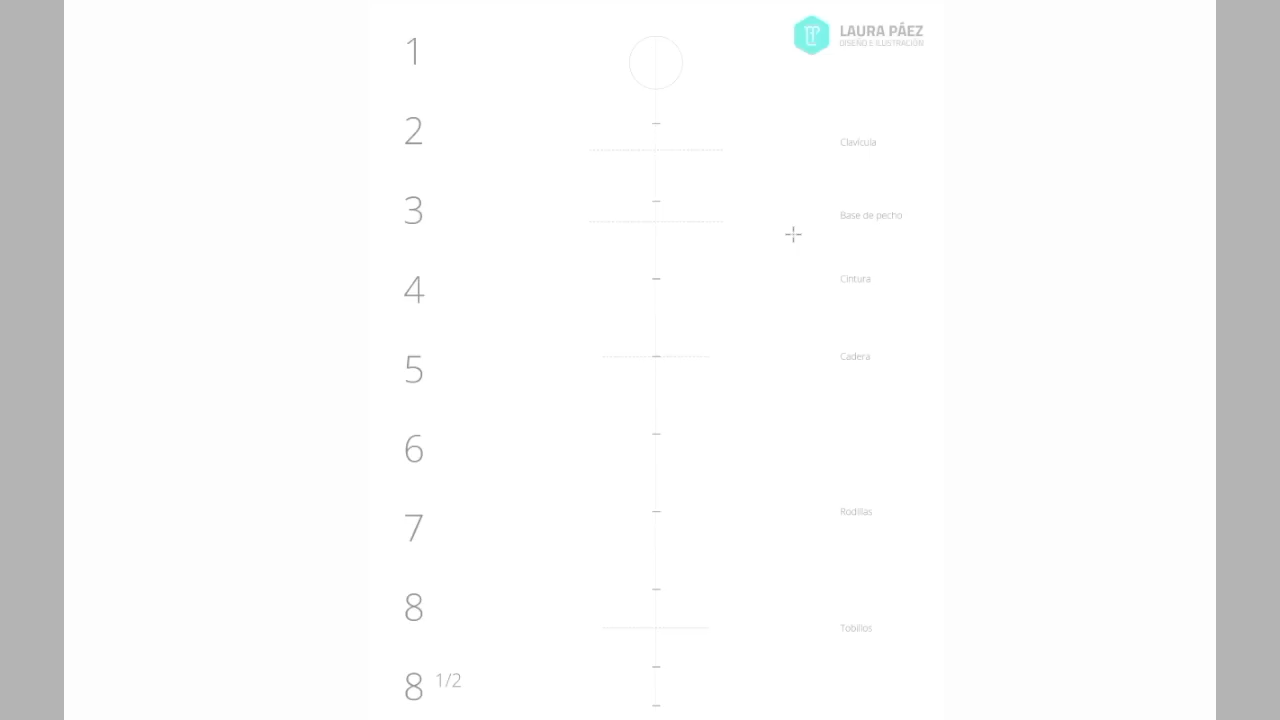 1
LAURA PÁEZ
DISEÑO E ILUSTRACIÓN
2
Clavícula
3
Base de pecho
4
Cintura
5
Cadera
6
7
Rodillas
8
Tobillos
8 1/2